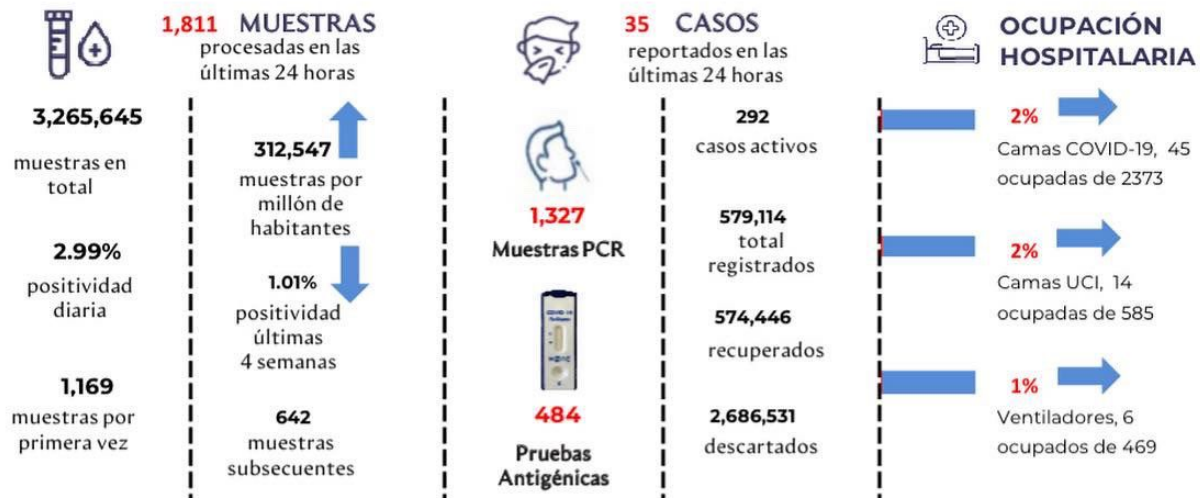 1,811 MUESTRAS
procesadas en las
últimas 24 horas
3,265,645
muestras en
total
2.99%
positividad
diaria
1,169
muestras por
primera vez
312,547
muestras por
millón de
habitantes
1.01%
positividad
últimas
4 semanas
642
muestras
subsecuentes
35 CASOS
reportados en las
últimas 24 horas
1,327
Muestras PCR
COVID-19
484
Pruebas
Antigénicas
292
casos activos
579,114
total
registrados
574,446
recuperados
2,686,531
descartados
OCUPACIÓN
HOSPITALARIA
2%
Camas COVID-19, 45
ocupadas de 2373
2%
Camas UCI, 14
ocupadas de 585
1%
Ventiladores, 6
ocupados de 469